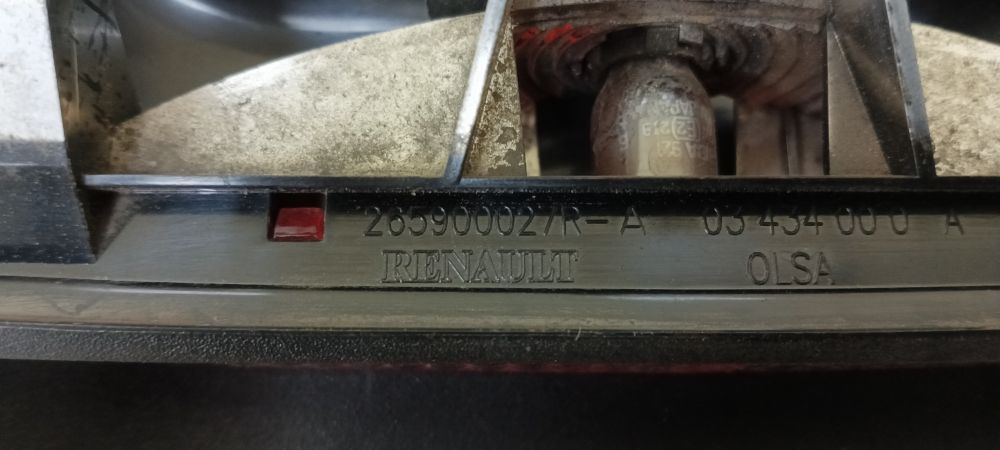 265900027R-A 03 434 00 0 A
RENAULT OLSA